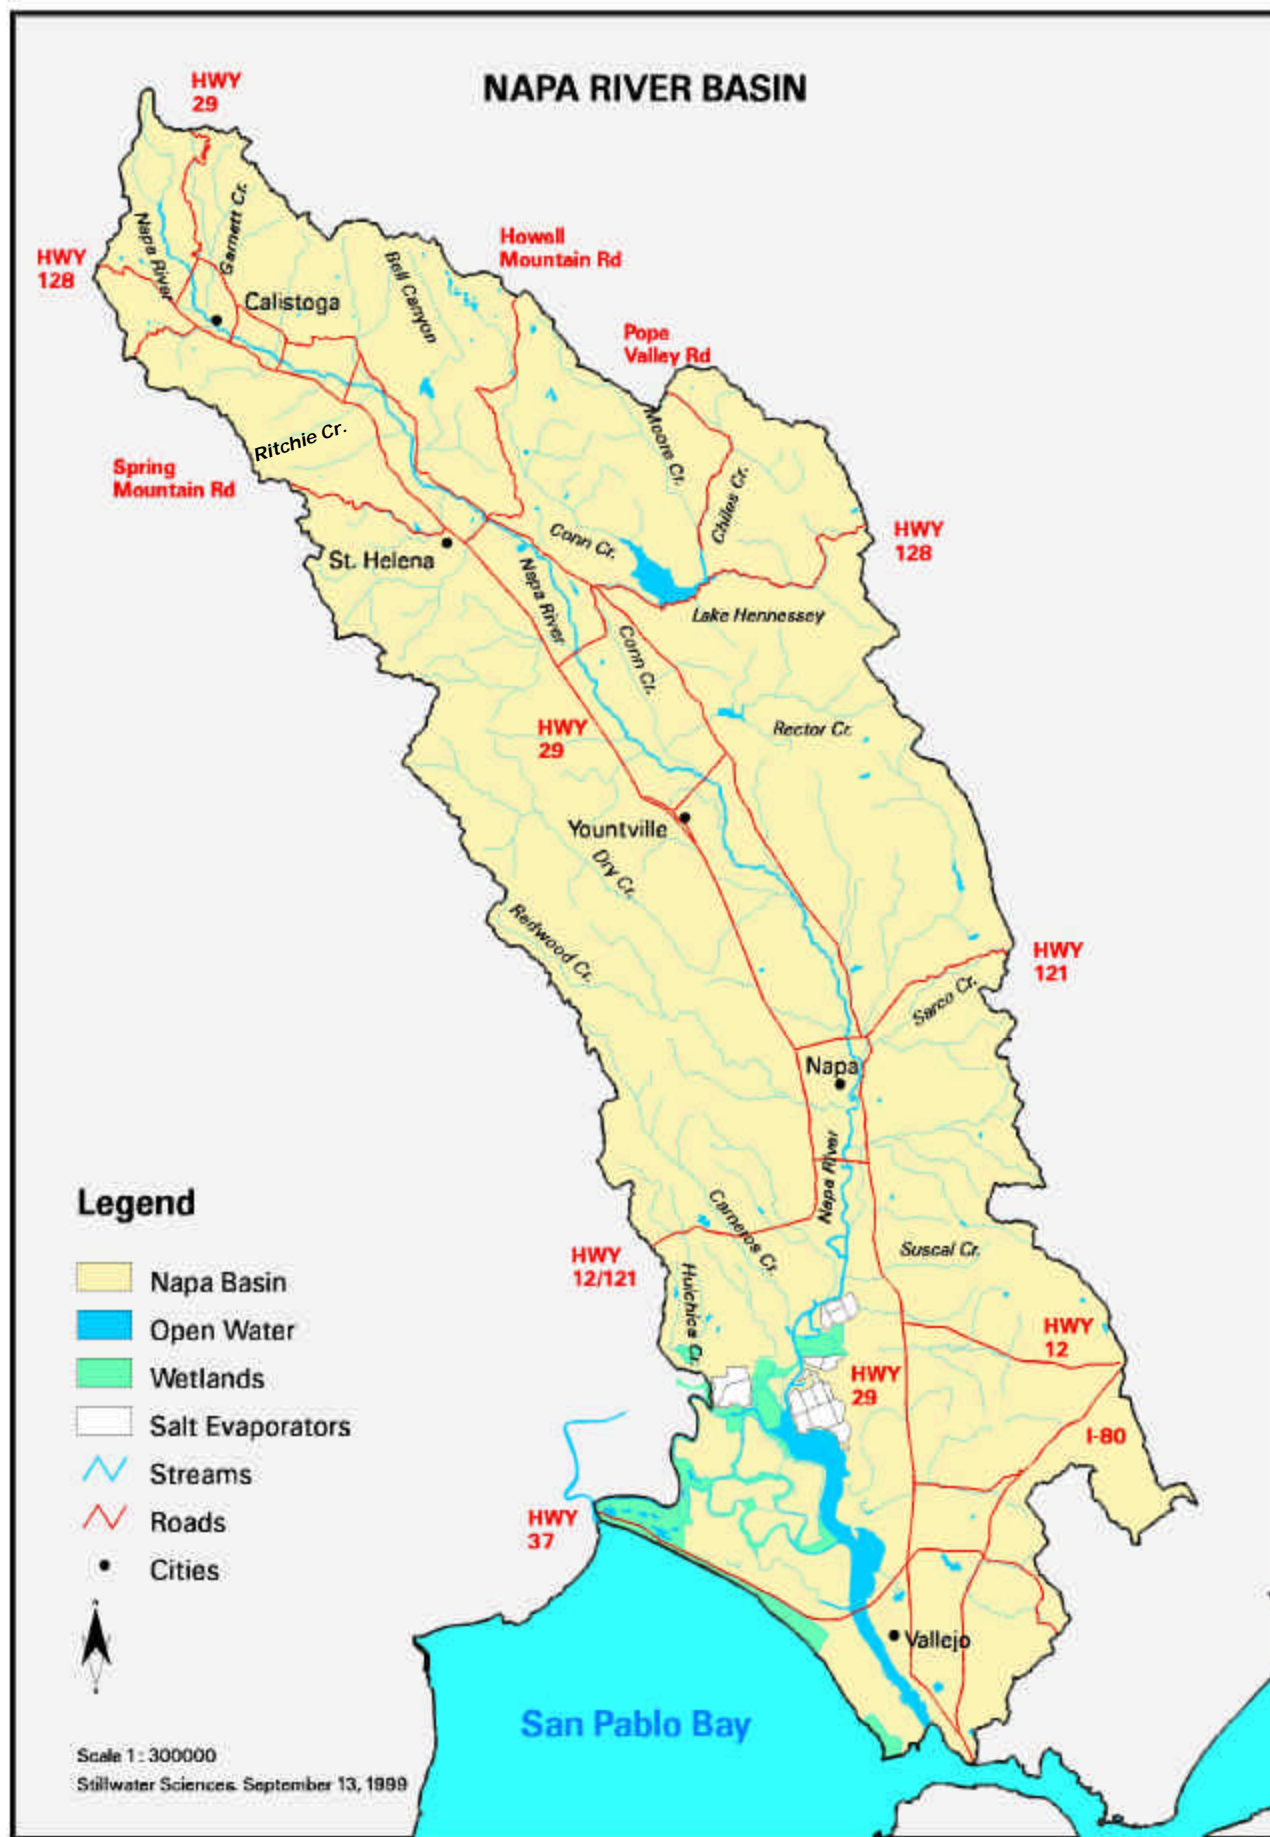 NAPA RIVER BASIN
HWY
29
Napa River
Garnett Cr.
HWY
128
Calistoga
Bell Canyon
Howell
Mountain Rd
Pope
Valley Rd
Ritchie Cr.
Moore Cr.
Chiles Cr.
Spring
Mountain Rd
Conn Cr.
HWY
128
St. Helena
Napa River
Lake Hennessey
Conn Cr.
HWY
29
Rector Cr.
Yountville
Dry Cr.
Redwood Cr.
HWY
121
Sarco Cr.
Napa
Napa River
Carneros Cr.
Suscal Cr.
HWY
12/121
Huichica Cr.
HWY
12
HWY
29
I-80
HWY
37
Vallejo
San Pablo Bay
Legend
Napa Basin
Open Water
Wetlands
Salt Evaporators
Streams
Roads
Cities
Scale 1 : 300000
Stillwater Sciences. September 13, 1999